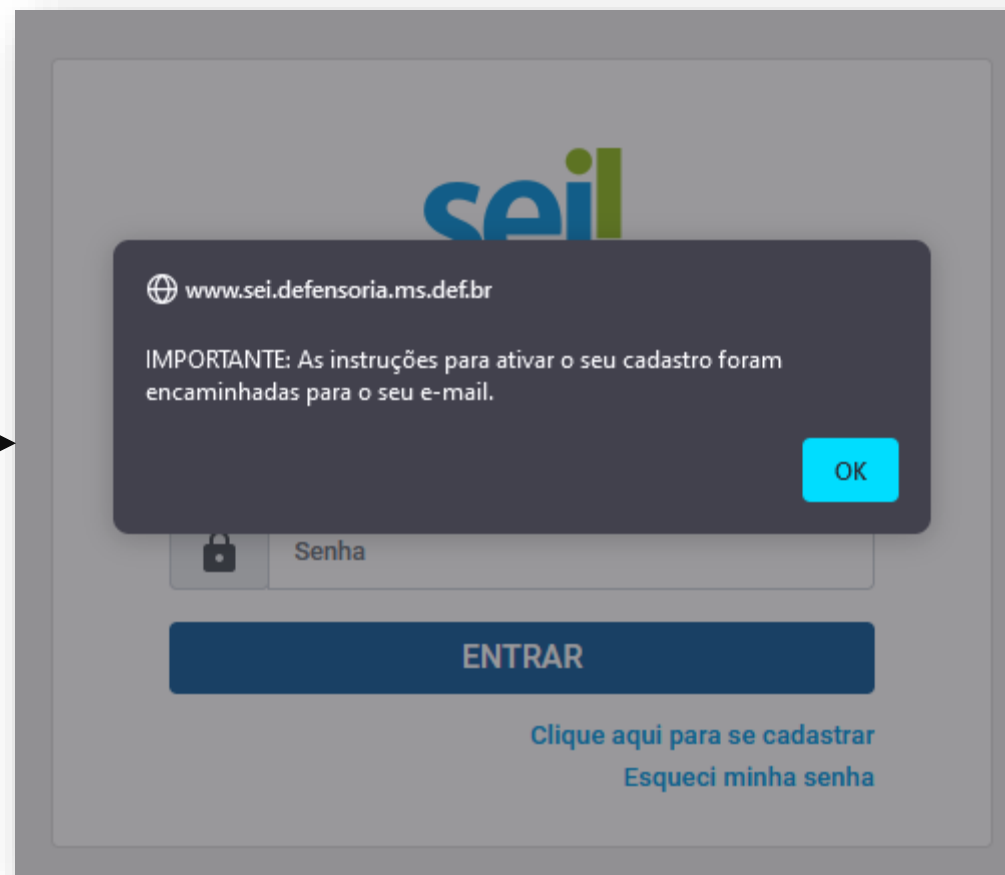 sei!
www.sei.defensoria.ms.def.br
IMPORTANTE: As instruções para ativar o seu cadastro foram
encaminhadas para o seu e-mail.
OK
Senha
ENTRAR
Clique aqui para se cadastrar
Esqueci minha senha